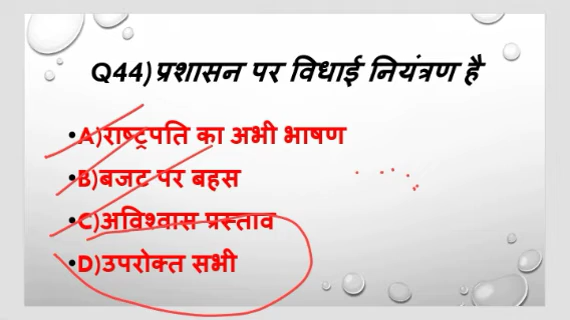 Q44)प्रशासन पर विधाई नियंत्रण है
•A)राष्ट्रपति का अभी भाषण
•B)बजट पर बहस
•C)अविश्वास प्रस्ताव
•D)उपरोक्त सभी